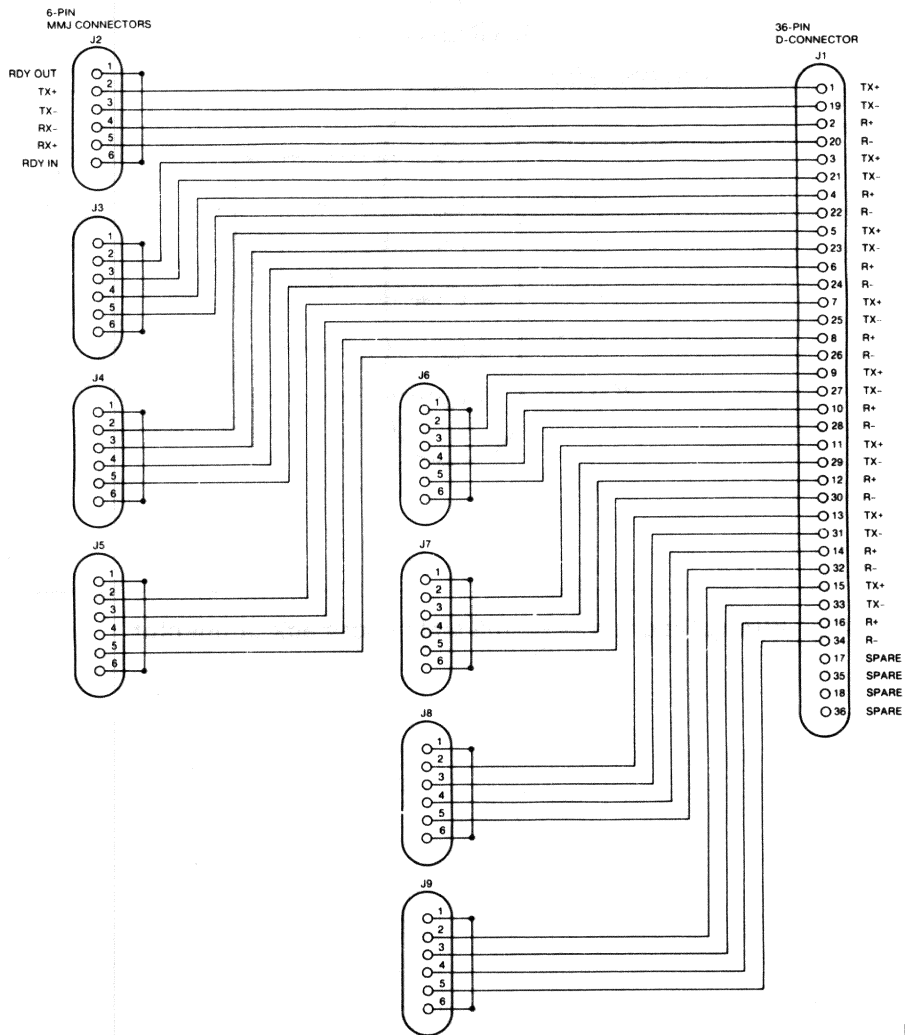 6-PIN
MMJ CONNECTORS
J2
RDY OUT 1
TX+ 2
TX- 3
RX- 4
RX+ 5
RDY IN 6
J3
1
2
3
4
5
6
J4
1
2
3
4
5
6
J5
1
2
3
4
5
6
J6
1
2
3
4
5
6
J7
1
2
3
4
5
6
J8
1
2
3
4
5
6
J9
1
2
3
4
5
6
36-PIN
D-CONNECTOR
J1
1 TX+
19 TX-
2 R+
20 R-
3 TX+
21 TX-
4 R+
22 R-
5 TX+
23 TX-
6 R+
24 R-
7 TX+
25 TX-
8 R+
26 R-
9 TX+
27 TX-
10 R+
28 R-
11 TX+
29 TX-
12 R+
30 R-
13 TX+
31 TX-
14 R+
32 R-
15 TX+
33 TX-
16 R+
34 R-
17 SPARE
35 SPARE
18 SPARE
36 SPARE